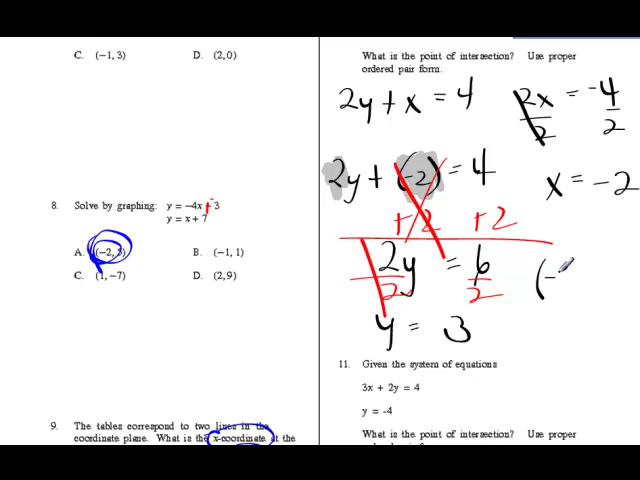 C. (−1, 3) D. (2, 0)
8. Solve by graphing: y = −4x − 3
y = x + 7
A. (−2, 3) B. (−1, 1)
C. (1, −7) D. (2, 9)
9. The tables correspond to two lines in the
coordinate plane. What is the x-coordinate at the
What is the point of intersection? Use proper
ordered pair form.
2y + x = 4
2x/2 = -4/2
2y + (-2) = 4
x = -2
+2 +2
2y/2 = 6/2
(-
y = 3
11. Given the system of equations
3x + 2y = 4
y = -4
What is the point of intersection? Use proper